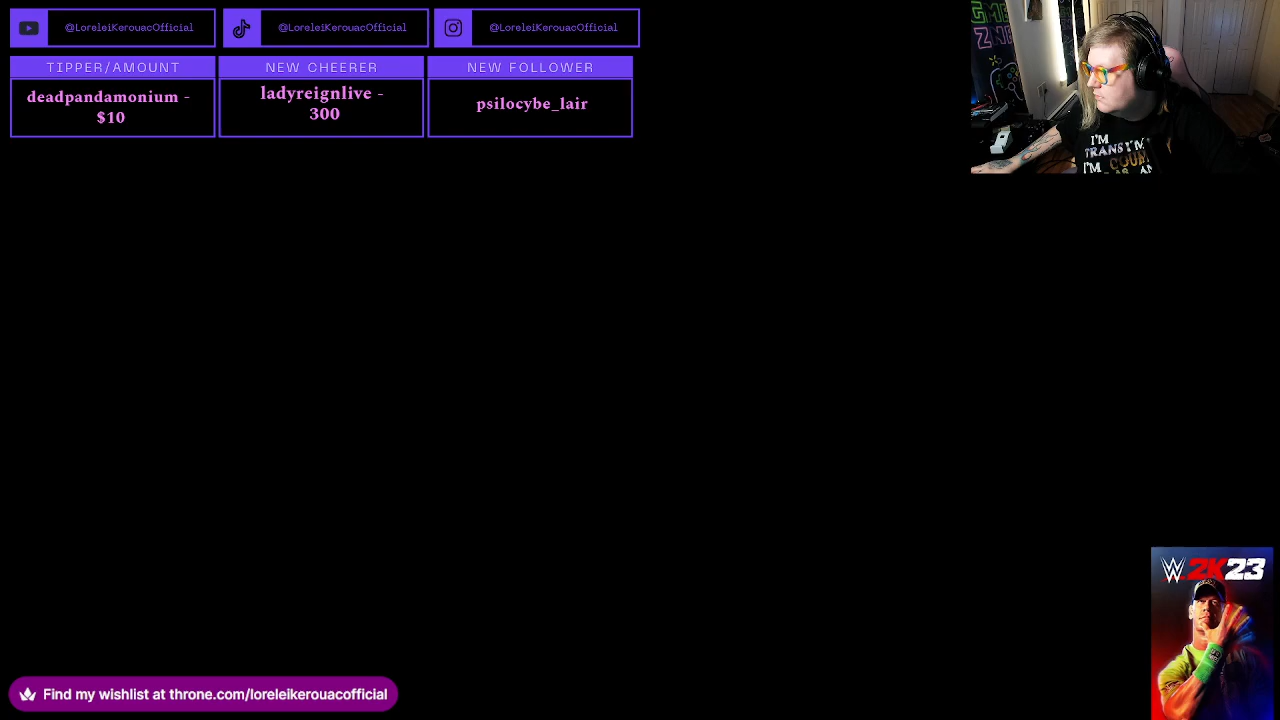 @LoreleiKerouacOfficial @LoreleiKerouacOfficial @LoreleiKerouacOfficial
TIPPER/AMOUNT NEW CHEERER NEW FOLLOWER
deadpandamonium -
$10
ladyreignlive -
300
psilocybe_lair
I'M
TRANS I'M
I'M
W 2K23
Find my wishlist at throne.com/loreleikerouacofficial